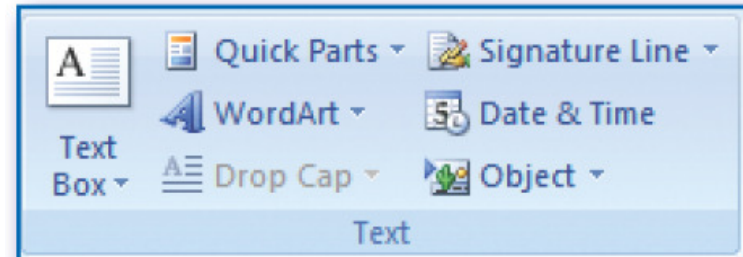 Text
Box
Quick Parts
WordArt
Drop Cap
Signature Line
Date & Time
Object
Text